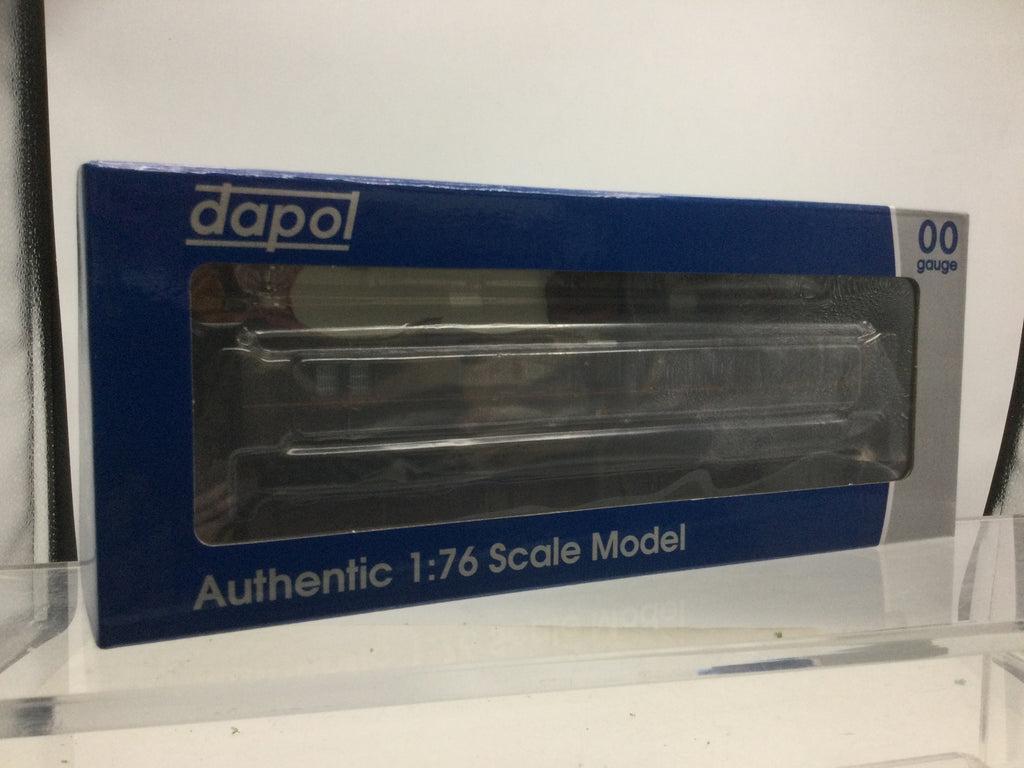 dapol
00
gauge
Authentic 1:76 Scale Model